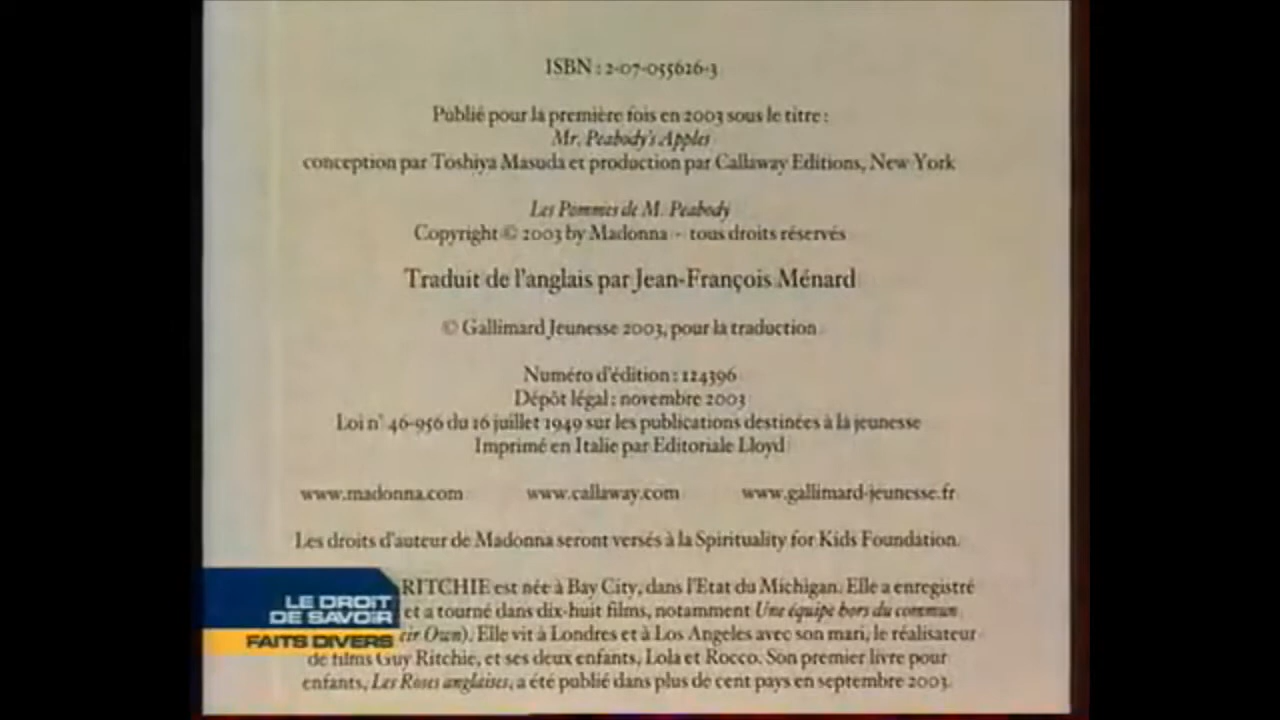 ISBN : 2-07-055626-3
Publié pour la première fois en 2003 sous le titre :
Mr. Peabody's Apples
conception par Toshiya Masuda et production par Callaway Editions, New York
Les Pommes de M. Peabody
Copyright © 2003 by Madonna - tous droits réservés
Traduit de l'anglais par Jean-François Ménard
© Gallimard Jeunesse 2003, pour la traduction
Numéro d'édition : 124396
Dépôt légal : novembre 2003
Loi n° 46-956 du 16 juillet 1949 sur les publications destinées à la jeunesse
Imprimé en Italie par Editoriale Lloyd
www.madonna.com www.callaway.com www.gallimard-jeunesse.fr
Les droits d'auteur de Madonna seront versés à la Spirituality for Kids Foundation.
RITCHIE est née à Bay City, dans l'Etat du Michigan. Elle a enregistré
et a tourné dans dix-huit films, notamment Une équipe hors du commun
eir Own). Elle vit à Londres et à Los Angeles avec son mari, le réalisateur
de films Guy Ritchie, et ses deux enfants, Lola et Rocco. Son premier livre pour
enfants, Les Roses anglaises, a été publié dans plus de cent pays en septembre 2003.
LE DROIT
DE SAVOIR
FAITS DIVERS